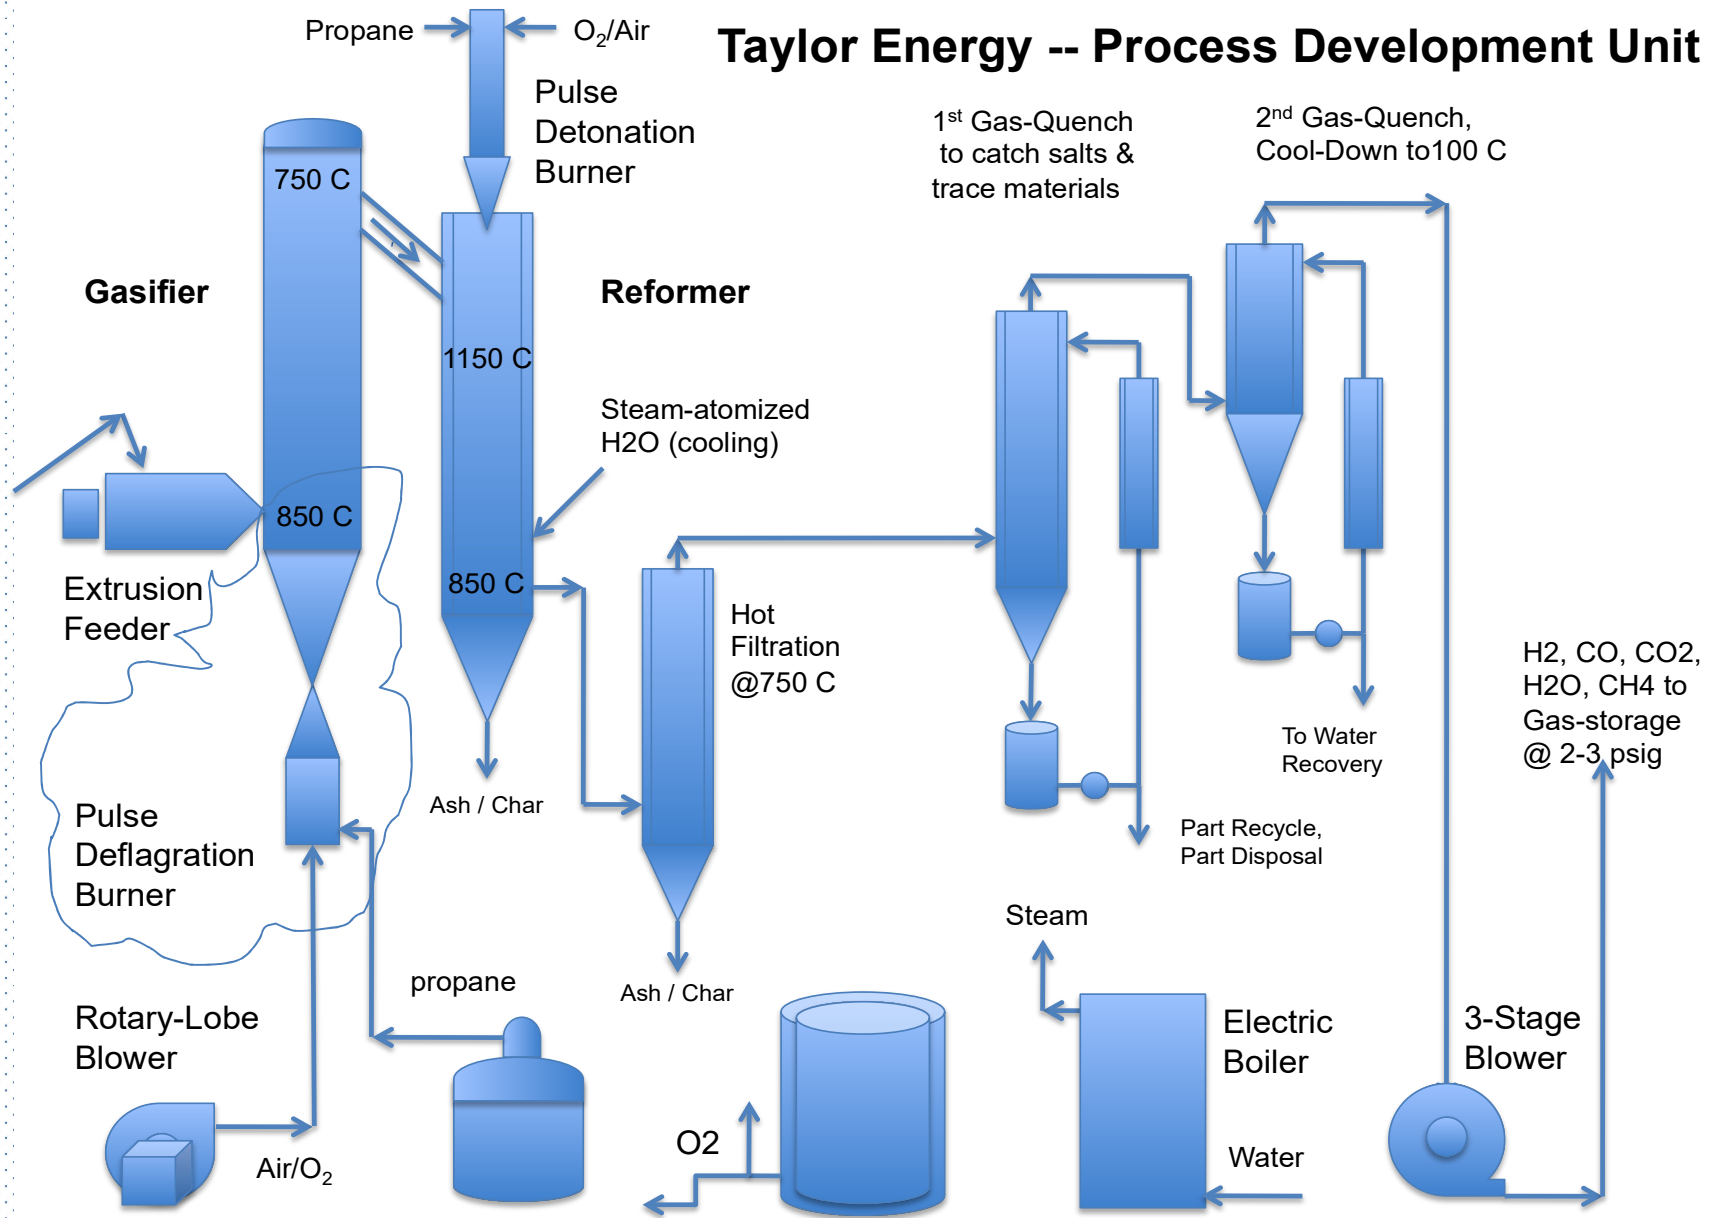 Taylor Energy -- Process Development Unit
Propane
O₂/Air
Pulse
Detonation
Burner
1st Gas-Quench
to catch salts &
trace materials
2nd Gas-Quench,
Cool-Down to100 C
750 C
Gasifier
Reformer
1150 C
Steam-atomized
H2O (cooling)
850 C
850 C
Extrusion
Feeder
Hot
Filtration
@750 C
H2, CO, CO2,
H2O, CH4 to
Gas-storage
@ 2-3 psig
To Water
Recovery
Ash / Char
Pulse
Deflagration
Burner
Part Recycle,
Part Disposal
Steam
propane
Ash / Char
Rotary-Lobe
Blower
Electric
Boiler
3-Stage
Blower
O2
Water
Air/O₂